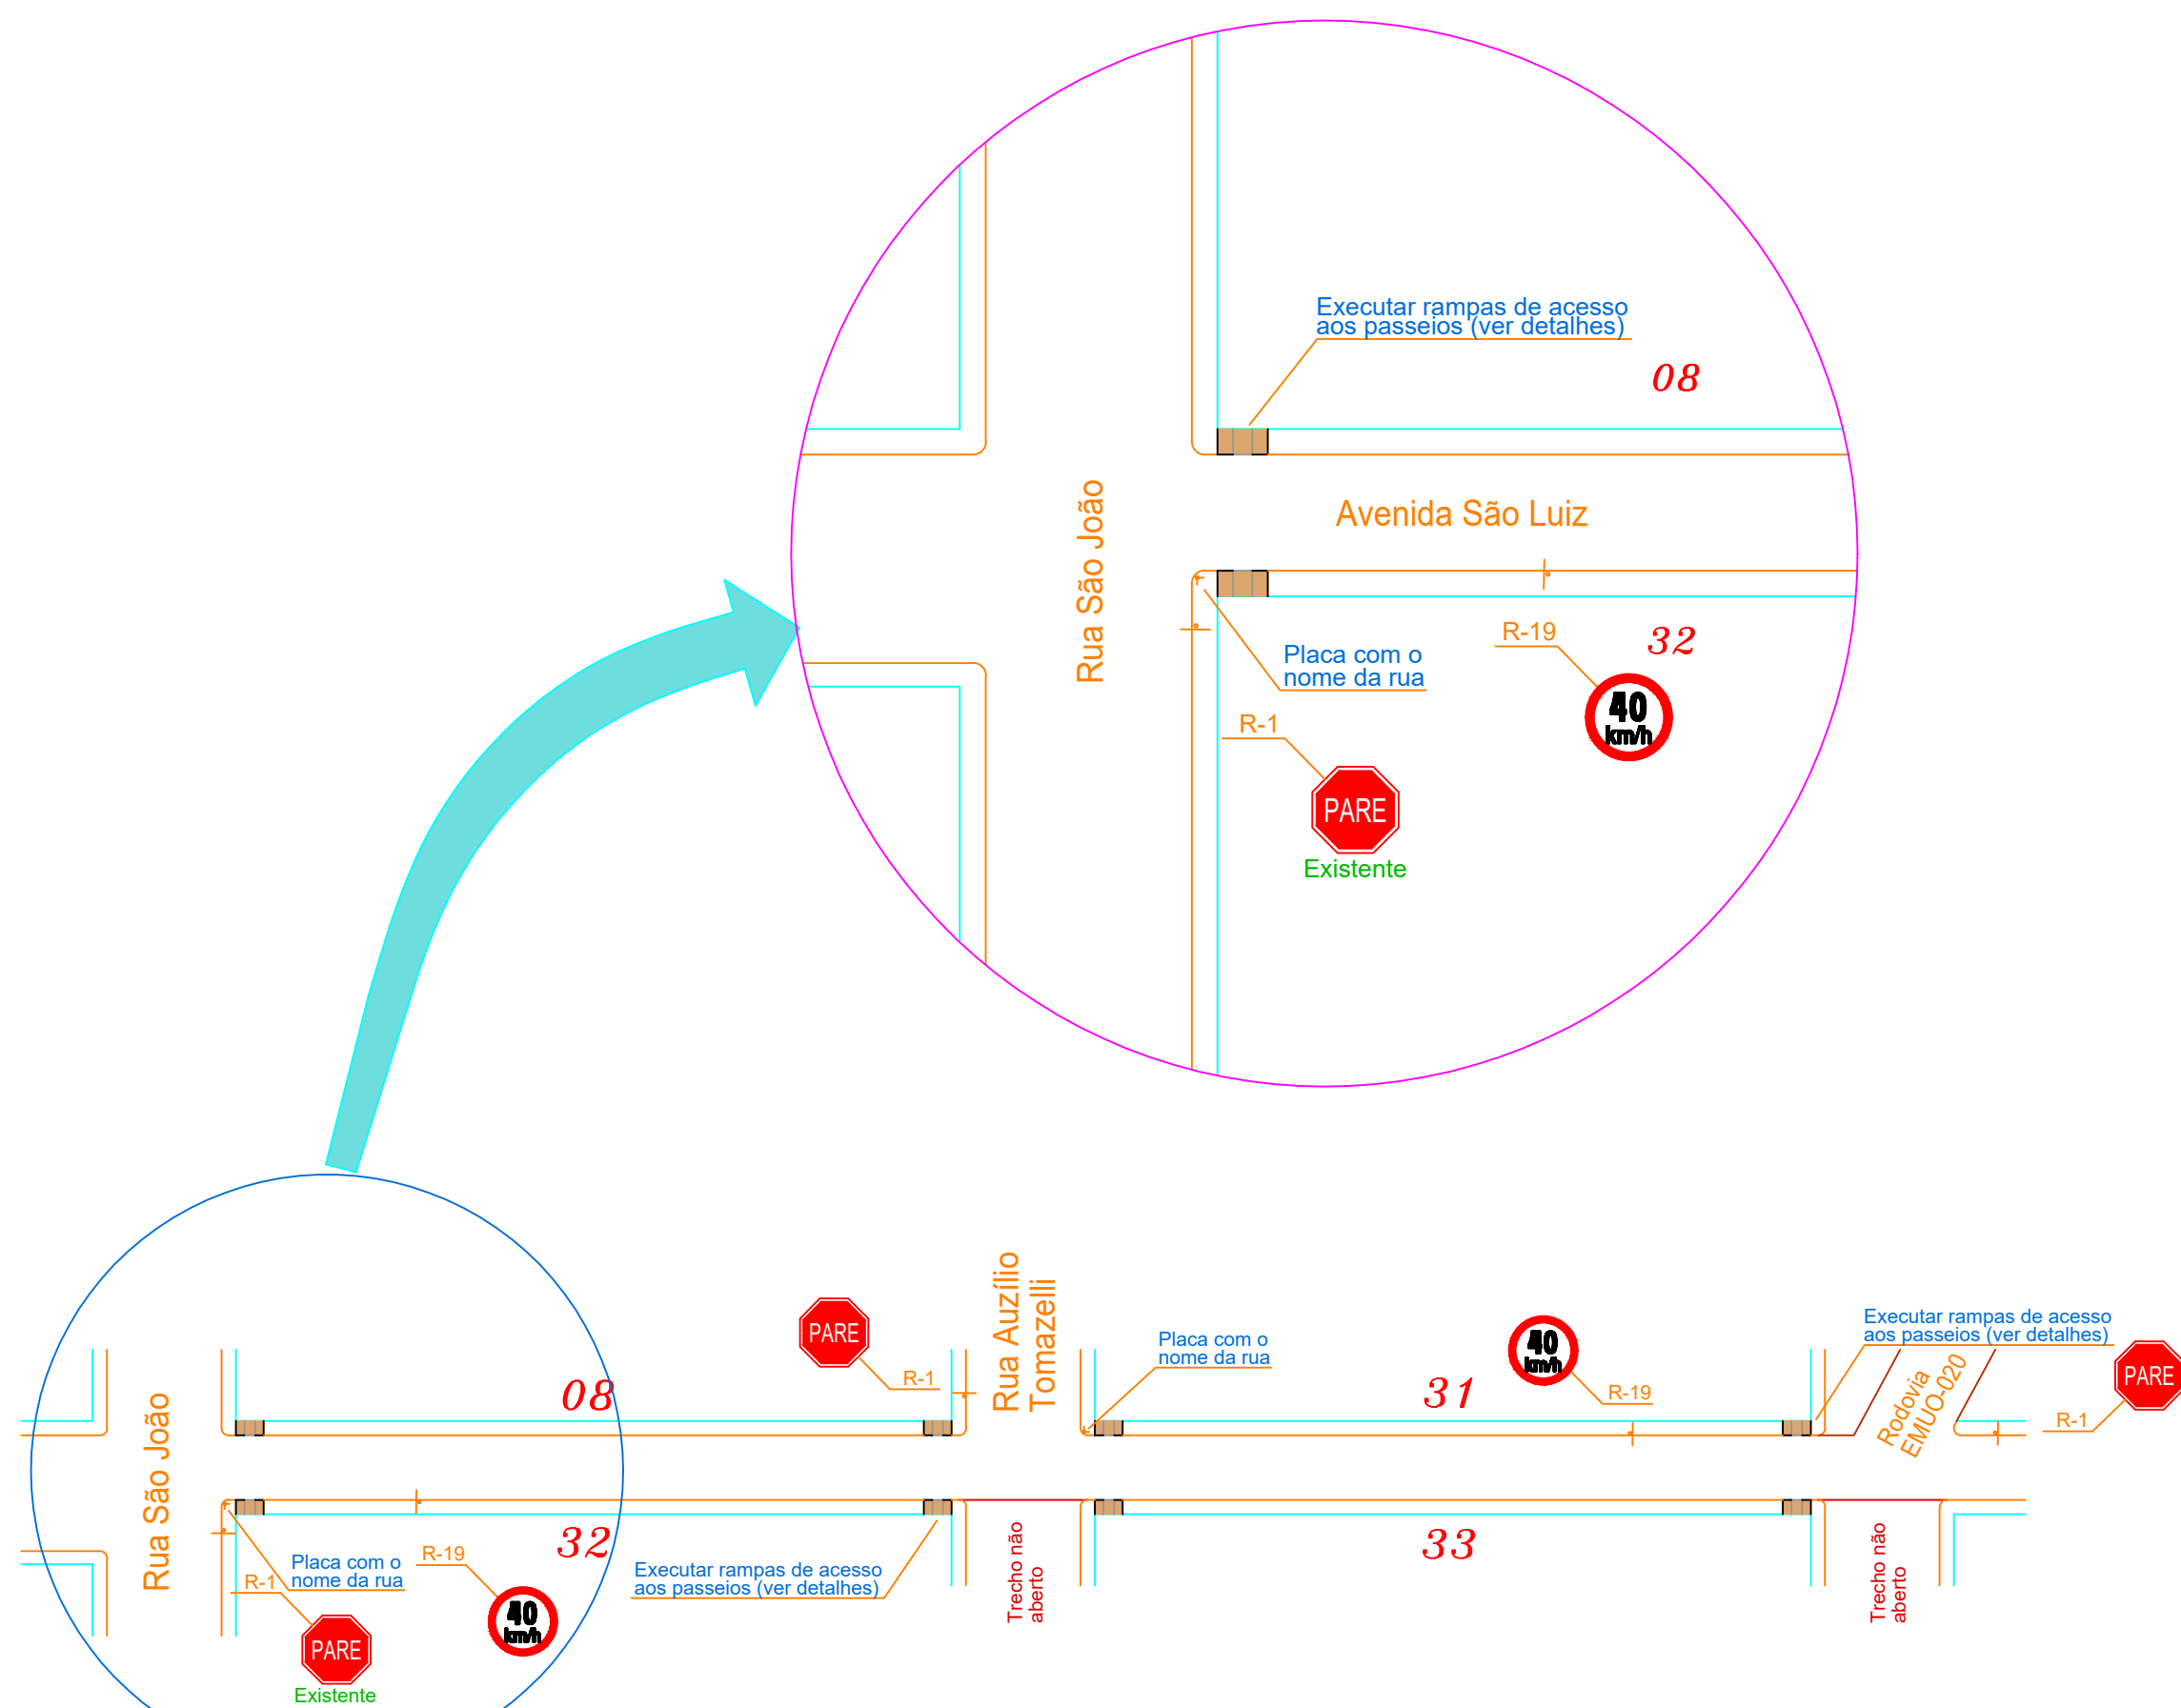 Executar rampas de acesso
aos passeios (ver detalhes)
08
Rua São João
Avenida São Luiz
R-19
32
Placa com o
nome da rua
40
km/h
R-1
PARE
Existente
Rua Auzílio
Tomazelli
PARE
R-1
Placa com o
nome da rua
40
km/h
R-19
Executar rampas de acesso
aos passeios (ver detalhes)
PARE
R-1
Rodovia
EMUO-020
08
31
Rua São João
32
33
Placa com o
nome da rua
R-19
R-1
40
km/h
PARE
Existente
Executar rampas de acesso
aos passeios (ver detalhes)
Trecho não
aberto
Trecho não
aberto